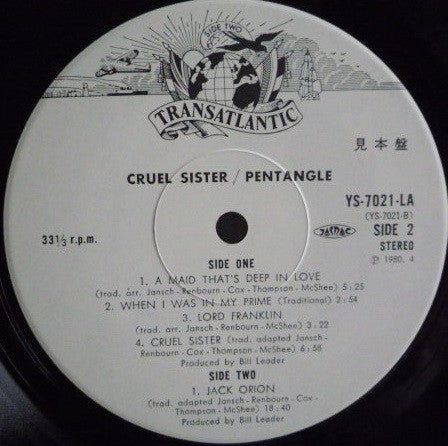 SIDE TWO
TRANSATLANTIC
見本盤
CRUEL SISTER / PENTANGLE
YS-7021-LA
(YS-7021-B)
33⅓ r.p.m.
JASRAC
SIDE 2
STEREO
℗ 1980. 4
SIDE ONE
1. A MAID THAT'S DEEP IN LOVE
(trad. arr. Jansch - Renbourn - Cox - Thompson - McShee) 5 : 25
2. WHEN I WAS IN MY PRIME (Traditional) 2 : 54
3. LORD FRANKLIN
(trad. arr. Jansch - Renbourn - Cox - Thompson - McShee) 3 : 22
4. CRUEL SISTER (trad. adapted Jansch -
Renbourn - Cox - Thompson - McShee) 6 : 58
Produced by Bill Leader
SIDE TWO
1. JACK ORION
(trad. adapted Jansch - Renbourn - Cox - Thompson -
McShee) 18 : 40
Produced by Bill Leader